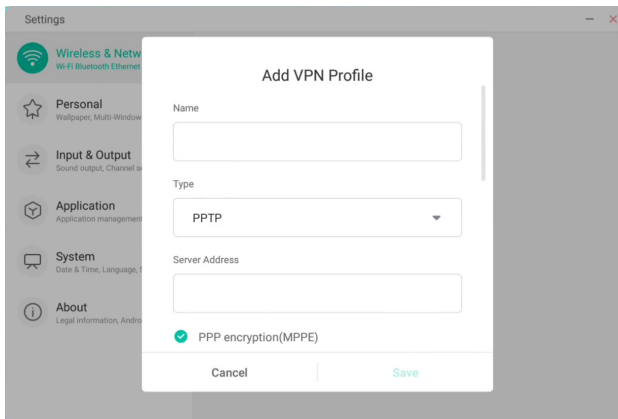 Settings
Wireless & Netw
Wi-Fi Bluetooth Ethernet
Personal
Wallpaper, Multi-Window
Input & Output
Sound output, Channel s
Application
Application management
System
Date & Time, Language, S
About
Legal information, Andro
Add VPN Profile
Name
Type
PPTP
Server Address
PPP encryption(MPPE)
Cancel
Save